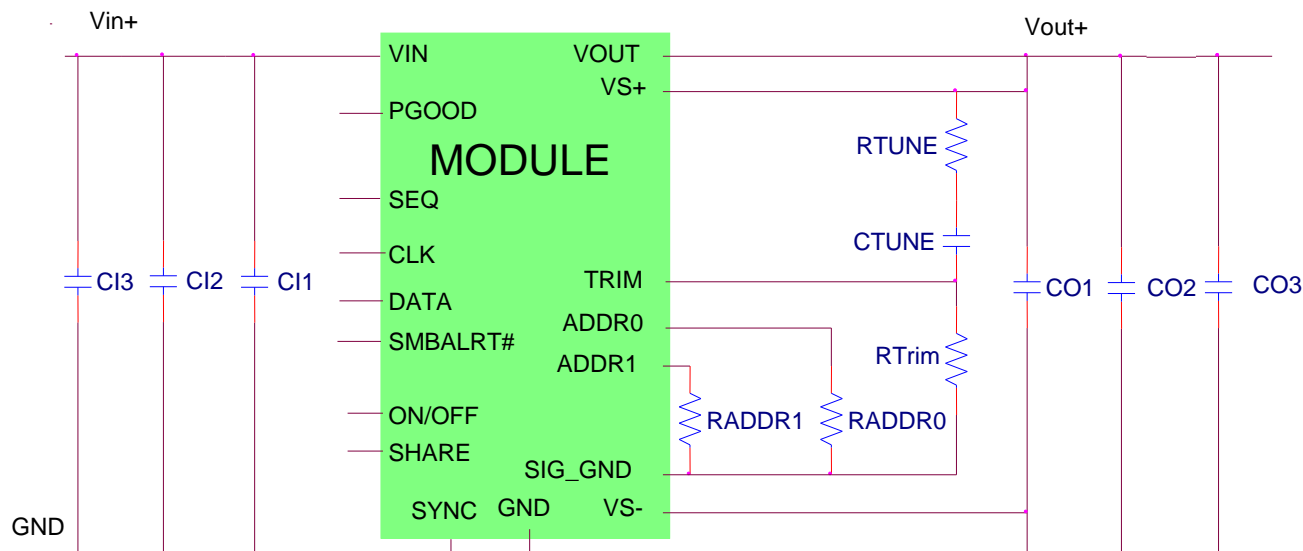 Vin+
Vout+
VIN
VOUT
VS+
PGOOD
RTUNE
MODULE
SEQ
CTUNE
CLK
TRIM
CI3
CI2
CI1
CO1
CO2
CO3
DATA
ADDR0
SMBALRT#
RTrim
ADDR1
ON/OFF
RADDR1
RADDR0
SHARE
SIG_GND
SYNC
GND
VS-
GND